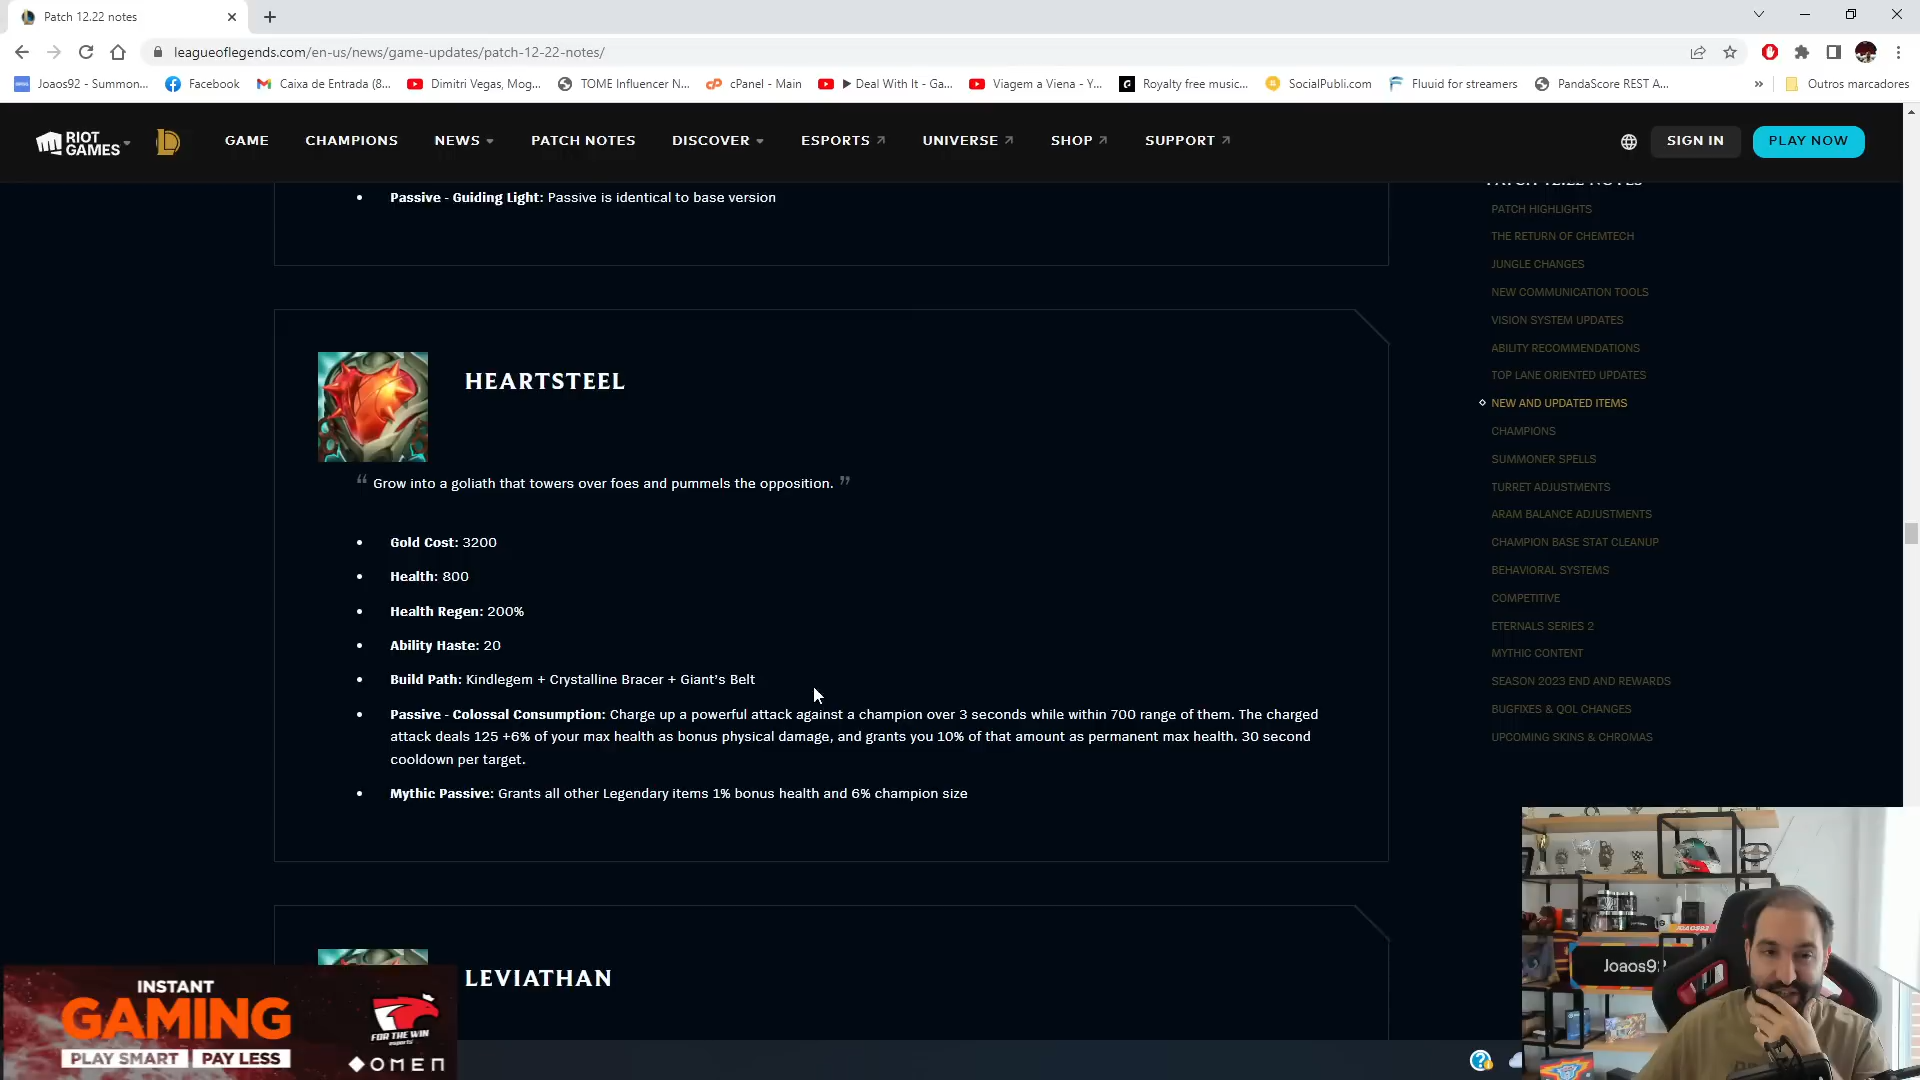 Patch 12.22 notes
leagueoflegends.com/en-us/news/game-updates/patch-12-22-notes/
Joaos92 - Summon... Facebook Caixa de Entrada (8... Dimitri Vegas, Mog... TOME Influencer N... cPanel - Main ▶ Deal With It - Ga... Viagem a Viena - Y... Royalty free music... SocialPubli.com Fluuid for streamers PandaScore REST A... » Outros marcadores
RIOT GAMES GAME CHAMPIONS NEWS PATCH NOTES DISCOVER ESPORTS UNIVERSE SHOP SUPPORT SIGN IN PLAY NOW
• Passive - Guiding Light: Passive is identical to base version
HEARTSTEEL
“ Grow into a goliath that towers over foes and pummels the opposition. ”
• Gold Cost: 3200
• Health: 800
• Health Regen: 200%
• Ability Haste: 20
• Build Path: Kindlegem + Crystalline Bracer + Giant's Belt
• Passive - Colossal Consumption: Charge up a powerful attack against a champion over 3 seconds while within 700 range of them. The charged
attack deals 125 +6% of your max health as bonus physical damage, and grants you 10% of that amount as permanent max health. 30 second
cooldown per target.
• Mythic Passive: Grants all other Legendary items 1% bonus health and 6% champion size
LEVIATHAN
PATCH 12.22 NOTES
PATCH HIGHLIGHTS
THE RETURN OF CHEMTECH
JUNGLE CHANGES
NEW COMMUNICATION TOOLS
VISION SYSTEM UPDATES
ABILITY RECOMMENDATIONS
TOP LANE ORIENTED UPDATES
NEW AND UPDATED ITEMS
CHAMPIONS
SUMMONER SPELLS
TURRET ADJUSTMENTS
ARAM BALANCE ADJUSTMENTS
CHAMPION BASE STAT CLEANUP
BEHAVIORAL SYSTEMS
COMPETITIVE
ETERNALS SERIES 2
MYTHIC CONTENT
SEASON 2023 END AND REWARDS
BUGFIXES & QOL CHANGES
UPCOMING SKINS & CHROMAS
INSTANT
GAMING
PLAY SMART PAY LESS
FOR THE WIN
esports
OMEN
JOAOS92
Joaos92